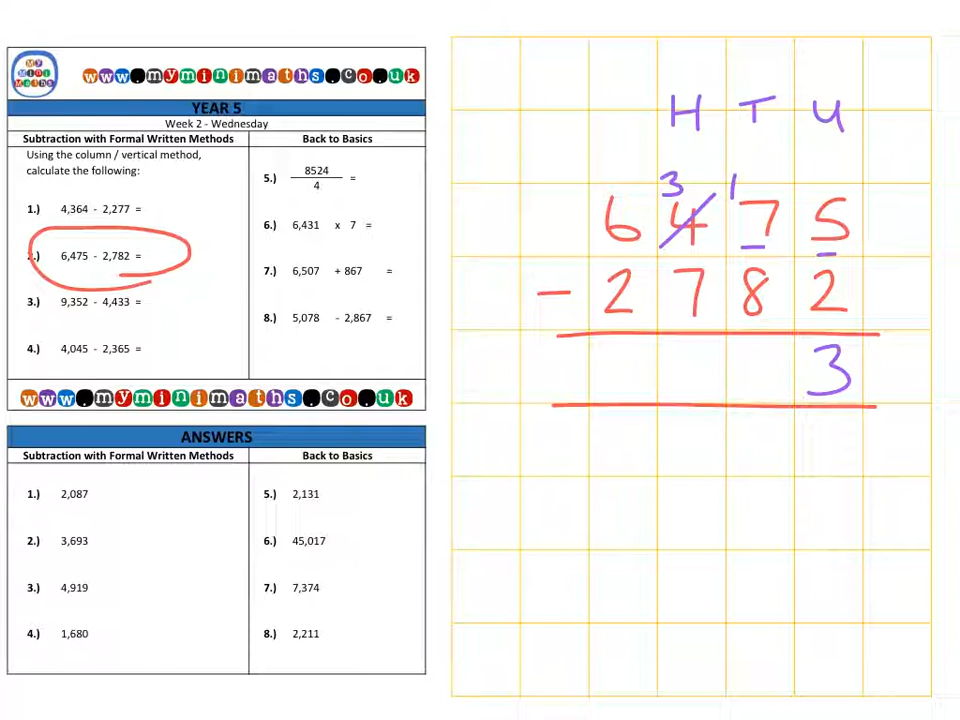 My
Mini
Maths
www.myminimaths.co.uk
YEAR 5
Week 2 - Wednesday
Subtraction with Formal Written Methods
Back to Basics
Using the column / vertical method,
calculate the following:
1.) 4,364 - 2,277 =
2.) 6,475 - 2,782 =
3.) 9,352 - 4,433 =
4.) 4,045 - 2,365 =
5.) 8524
4 =
6.) 6,431 x 7 =
7.) 6,507 + 867 =
8.) 5,078 - 2,867 =
www.myminimaths.co.uk
ANSWERS
Subtraction with Formal Written Methods
Back to Basics
1.) 2,087
2.) 3,693
3.) 4,919
4.) 1,680
5.) 2,131
6.) 45,017
7.) 7,374
8.) 2,211
H T U
3 1
6 4 7 5
- 2 7 8 2
3